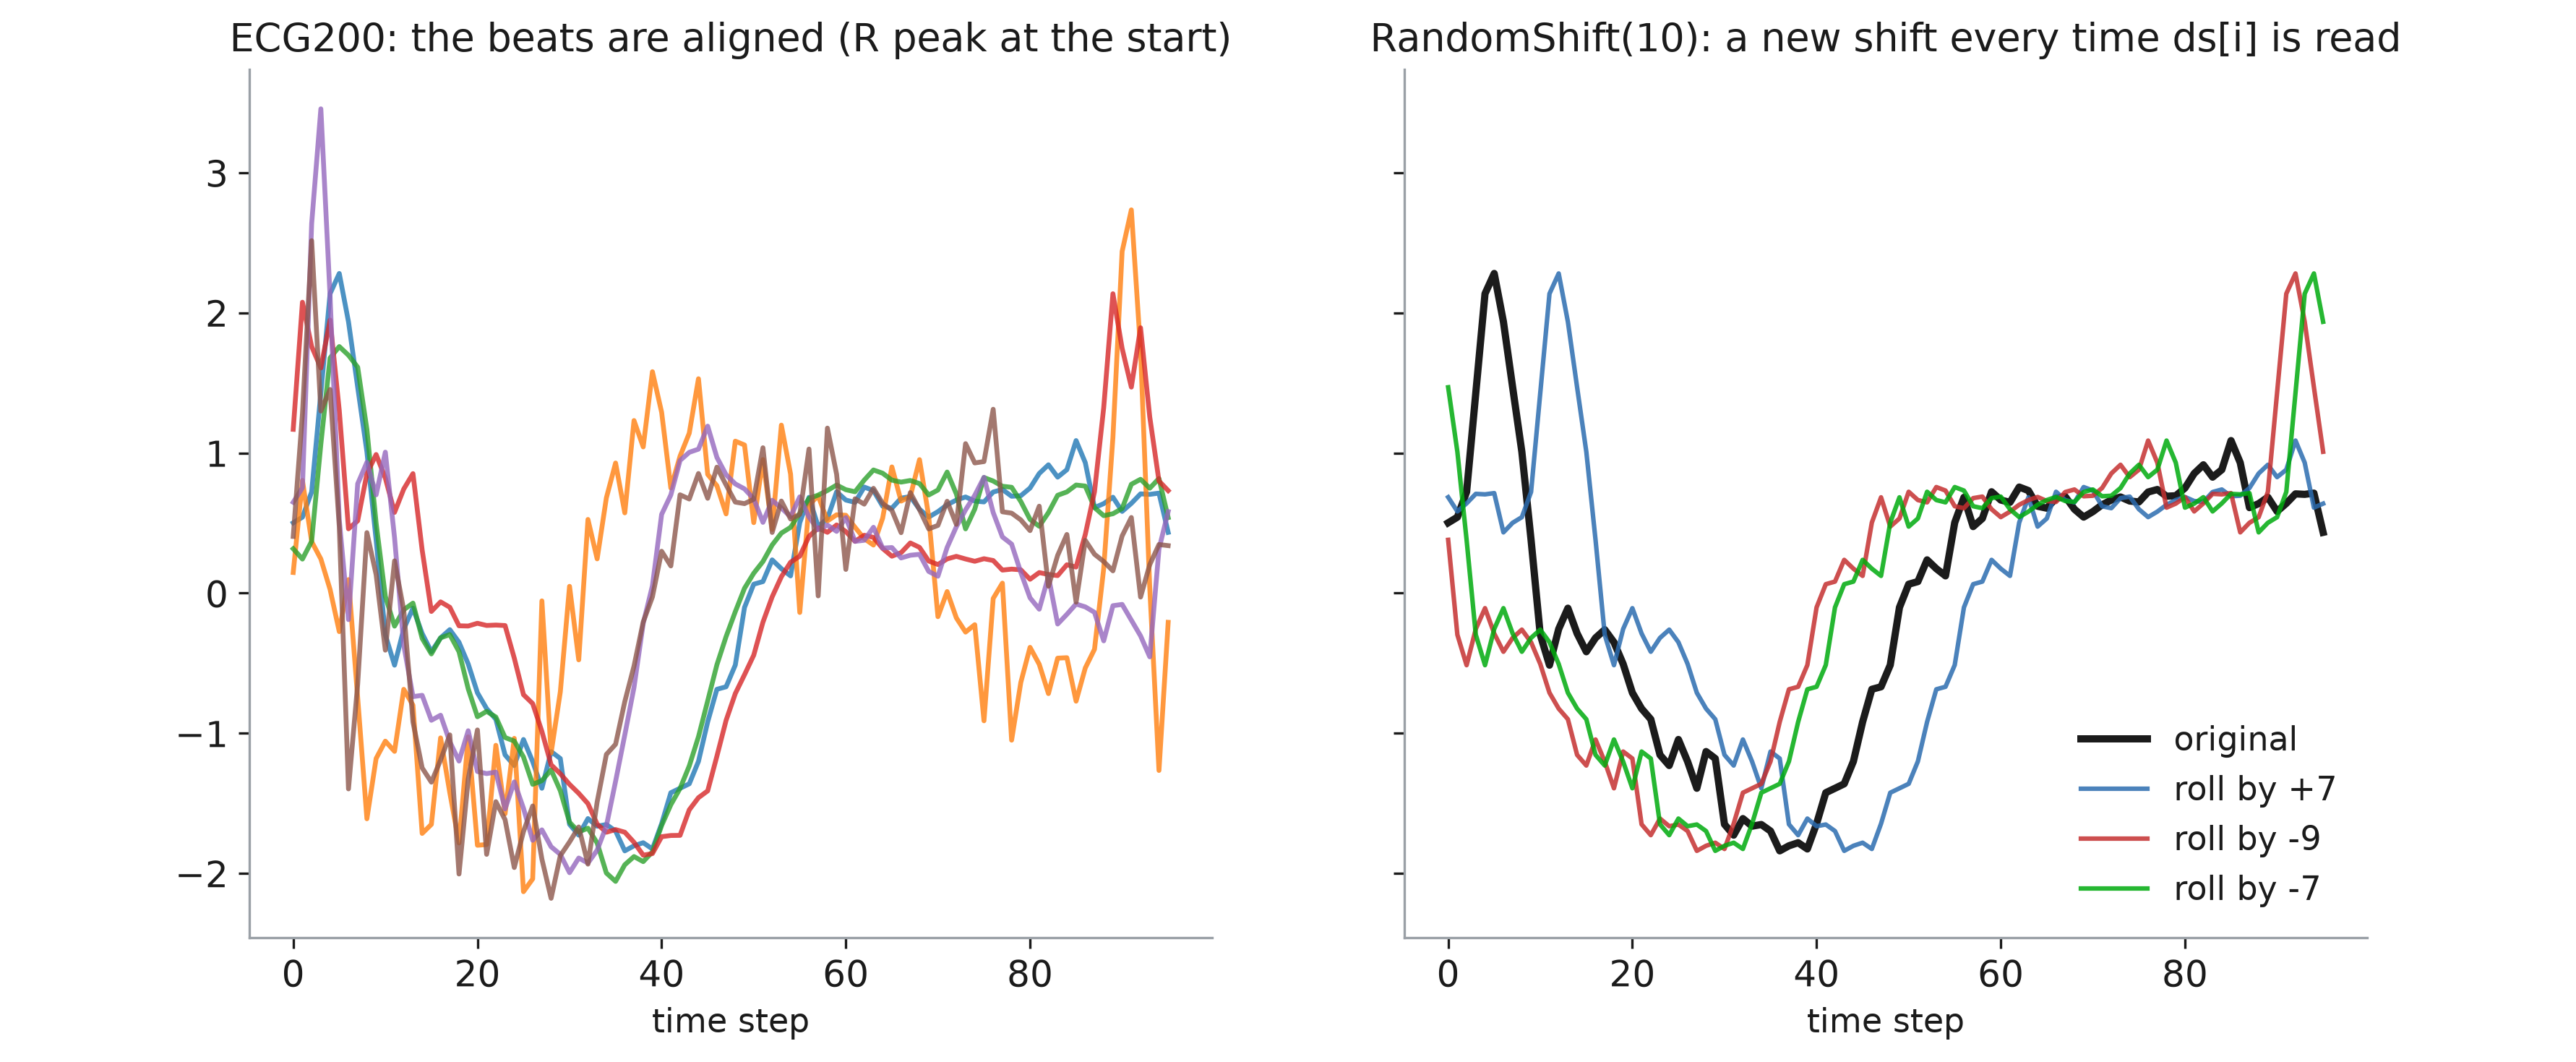 ECG200: the beats are aligned (R peak at the start)
3
2
1
0
−1
−2
0 20 40 60 80
time step
RandomShift(10): a new shift every time ds[i] is read
original
roll by +7
roll by -9
roll by -7
0 20 40 60 80
time step